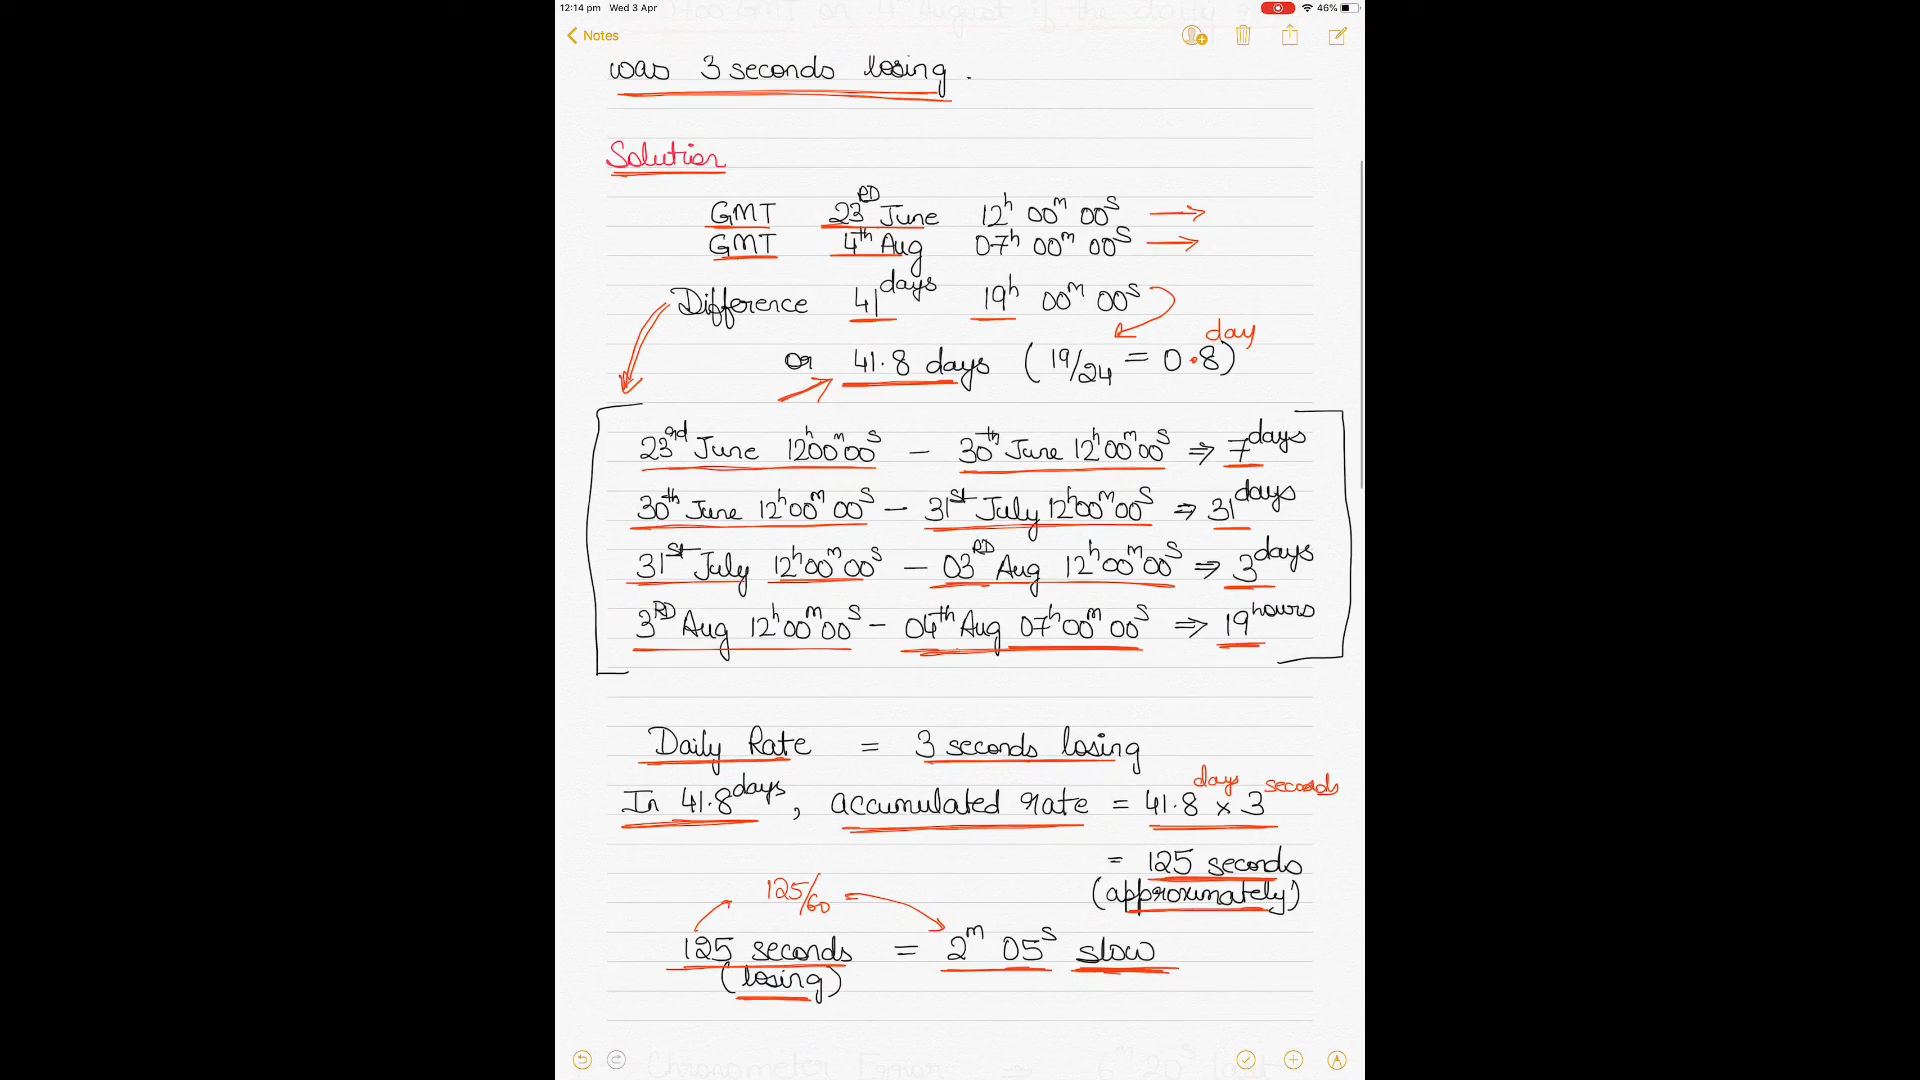 12:14 pm Wed 3 Apr 46%
Notes
was 3 seconds losing.
Solution
GMT 23RD June 12h 00m 00s
GMT 4th Aug 07h 00m 00s
Difference 41 days 19h 00m 00s
or 41.8 days (19/24 = 0.8) day
23rd June 12h00m00s - 30th June 12h00m00s ⇒ 7 days
30th June 12h00m00s - 31st July 12h00m00s ⇒ 31 days
31st July 12h00m00s - 03RD Aug 12h00m00s ⇒ 3 days
3RD Aug 12h00m00s - 04th Aug 07h00m00s ⇒ 19 hours
Daily Rate = 3 seconds losing
In 41.8 days, accumulated rate = 41.8 days x 3 seconds
= 125 seconds
(approximately)
125/60
125 seconds = 2m 05s slow
(losing)
Chronometer Error ⇒ 6m 20s